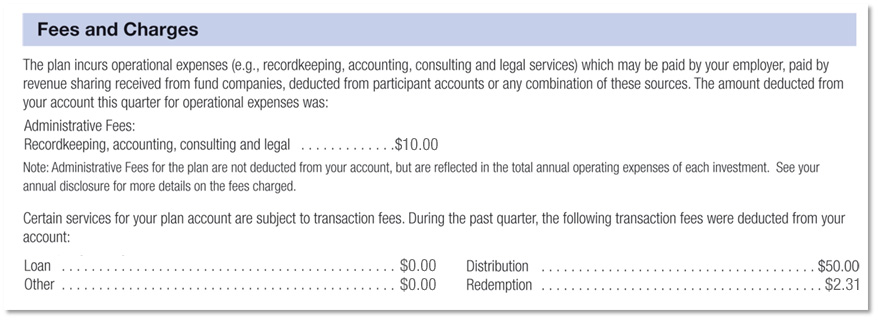 Fees and Charges
The plan incurs operational expenses (e.g., recordkeeping, accounting, consulting and legal services) which may be paid by your employer, paid by
revenue sharing received from fund companies, deducted from participant accounts or any combination of these sources. The amount deducted from
your account this quarter for operational expenses was:
Administrative Fees:
Recordkeeping, accounting, consulting and legal . . . . . . . . . . . . .$10.00
Note: Administrative Fees for the plan are not deducted from your account, but are reflected in the total annual operating expenses of each investment. See your
annual disclosure for more details on the fees charged.
Certain services for your plan account are subject to transaction fees. During the past quarter, the following transaction fees were deducted from your
account:
Loan . . . . . . . . . . . . . . . . . . . . . . . . . . . . . . . . . . . . . . . . . . . . . . $0.00 Distribution . . . . . . . . . . . . . . . . . . . . . . . . . . . . . . . . . . . . . $50.00
Other . . . . . . . . . . . . . . . . . . . . . . . . . . . . . . . . . . . . . . . . . . . . . . $0.00 Redemption . . . . . . . . . . . . . . . . . . . . . . . . . . . . . . . . . . . . . . $2.31